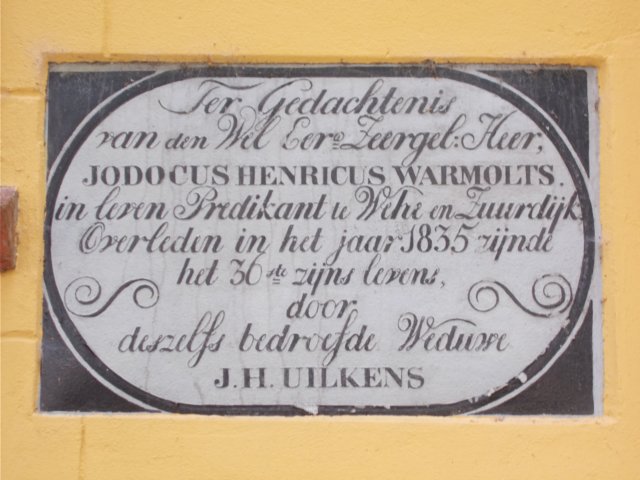 Ter Gedachtenis
van den Wel Eer.e Zeergel: Heer,
JODOCUS HENRICUS WARMOLTS.
in leven Predikant te Wehe en Zuurdijk.
Overleden in het jaar 1835 zijnde
het 36ste zijns levens,
door
deszelfs bedroefde Weduwe
J.H. UILKENS